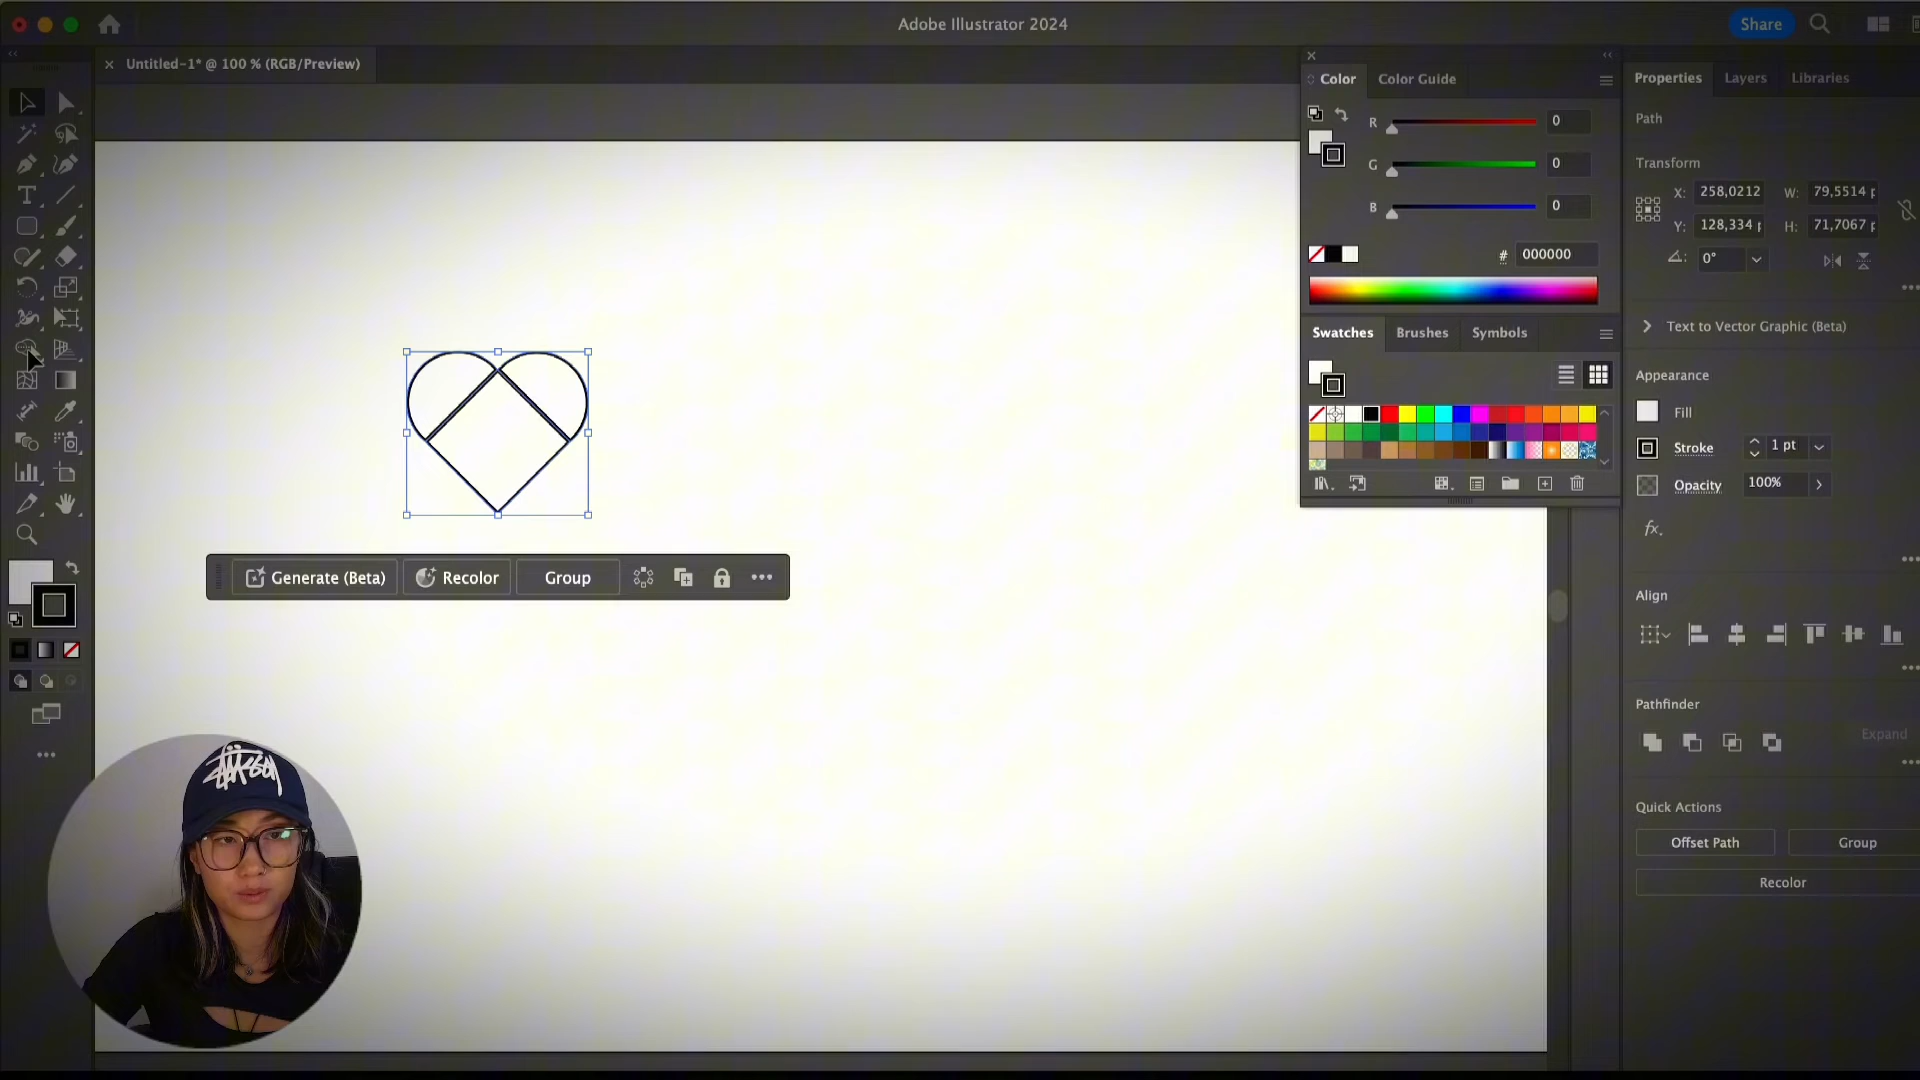 Adobe Illustrator 2024
Share
Untitled-1* @ 100 % (RGB/Preview)
Color
Color Guide
R
0
G
0
B
0
# 000000
Swatches
Brushes
Symbols
Properties
Layers
Libraries
Path
Transform
X: 258,0212
W: 79,5514 p
Y: 128,334 p
H: 71,7067 p
0°
Text to Vector Graphic (Beta)
Appearance
Fill
Stroke
1 pt
Opacity
100%
fx.
Align
Pathfinder
Expand
Quick Actions
Offset Path
Group
Recolor
Generate (Beta)
Recolor
Group